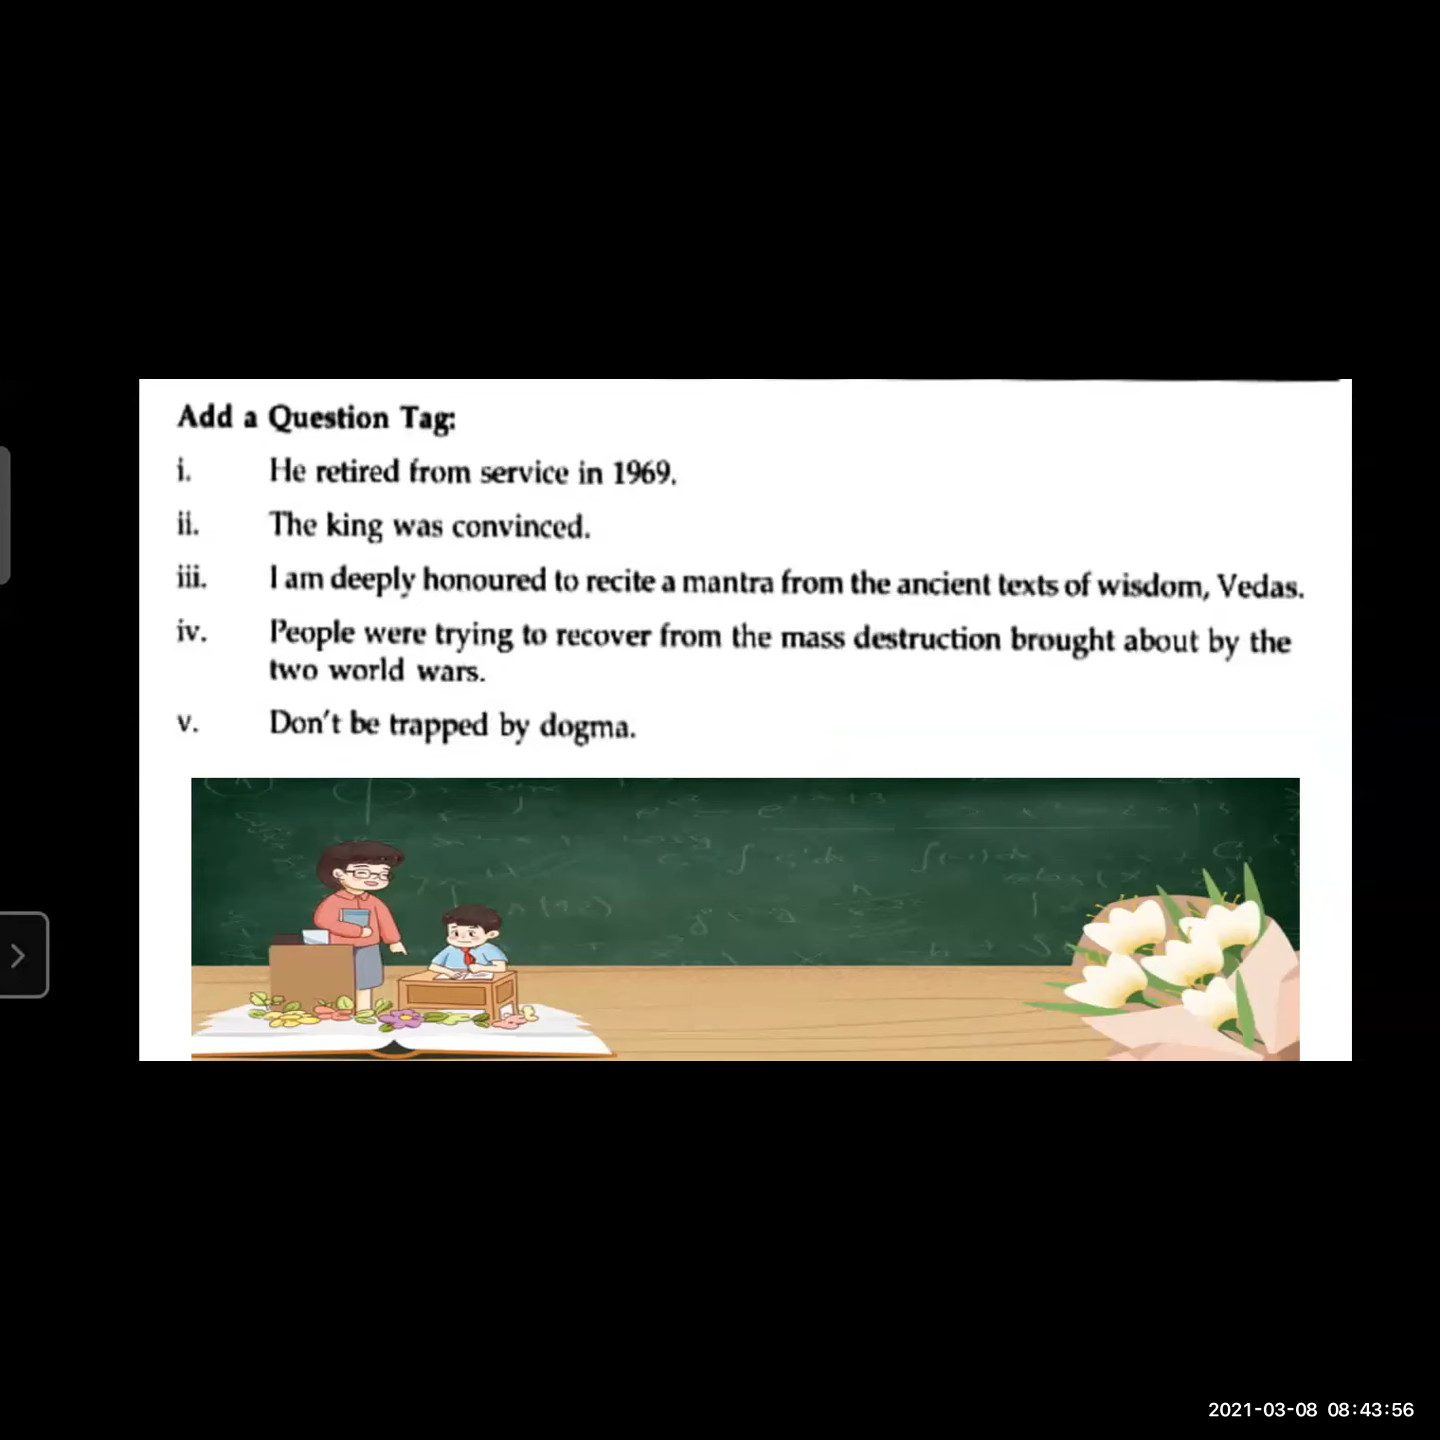 Add a Question Tag:
i. He retired from service in 1969.
ii. The king was convinced.
iii. I am deeply honoured to recite a mantra from the ancient texts of wisdom, Vedas.
iv. People were trying to recover from the mass destruction brought about by the
two world wars.
v. Don't be trapped by dogma.
2021-03-08 08:43:56